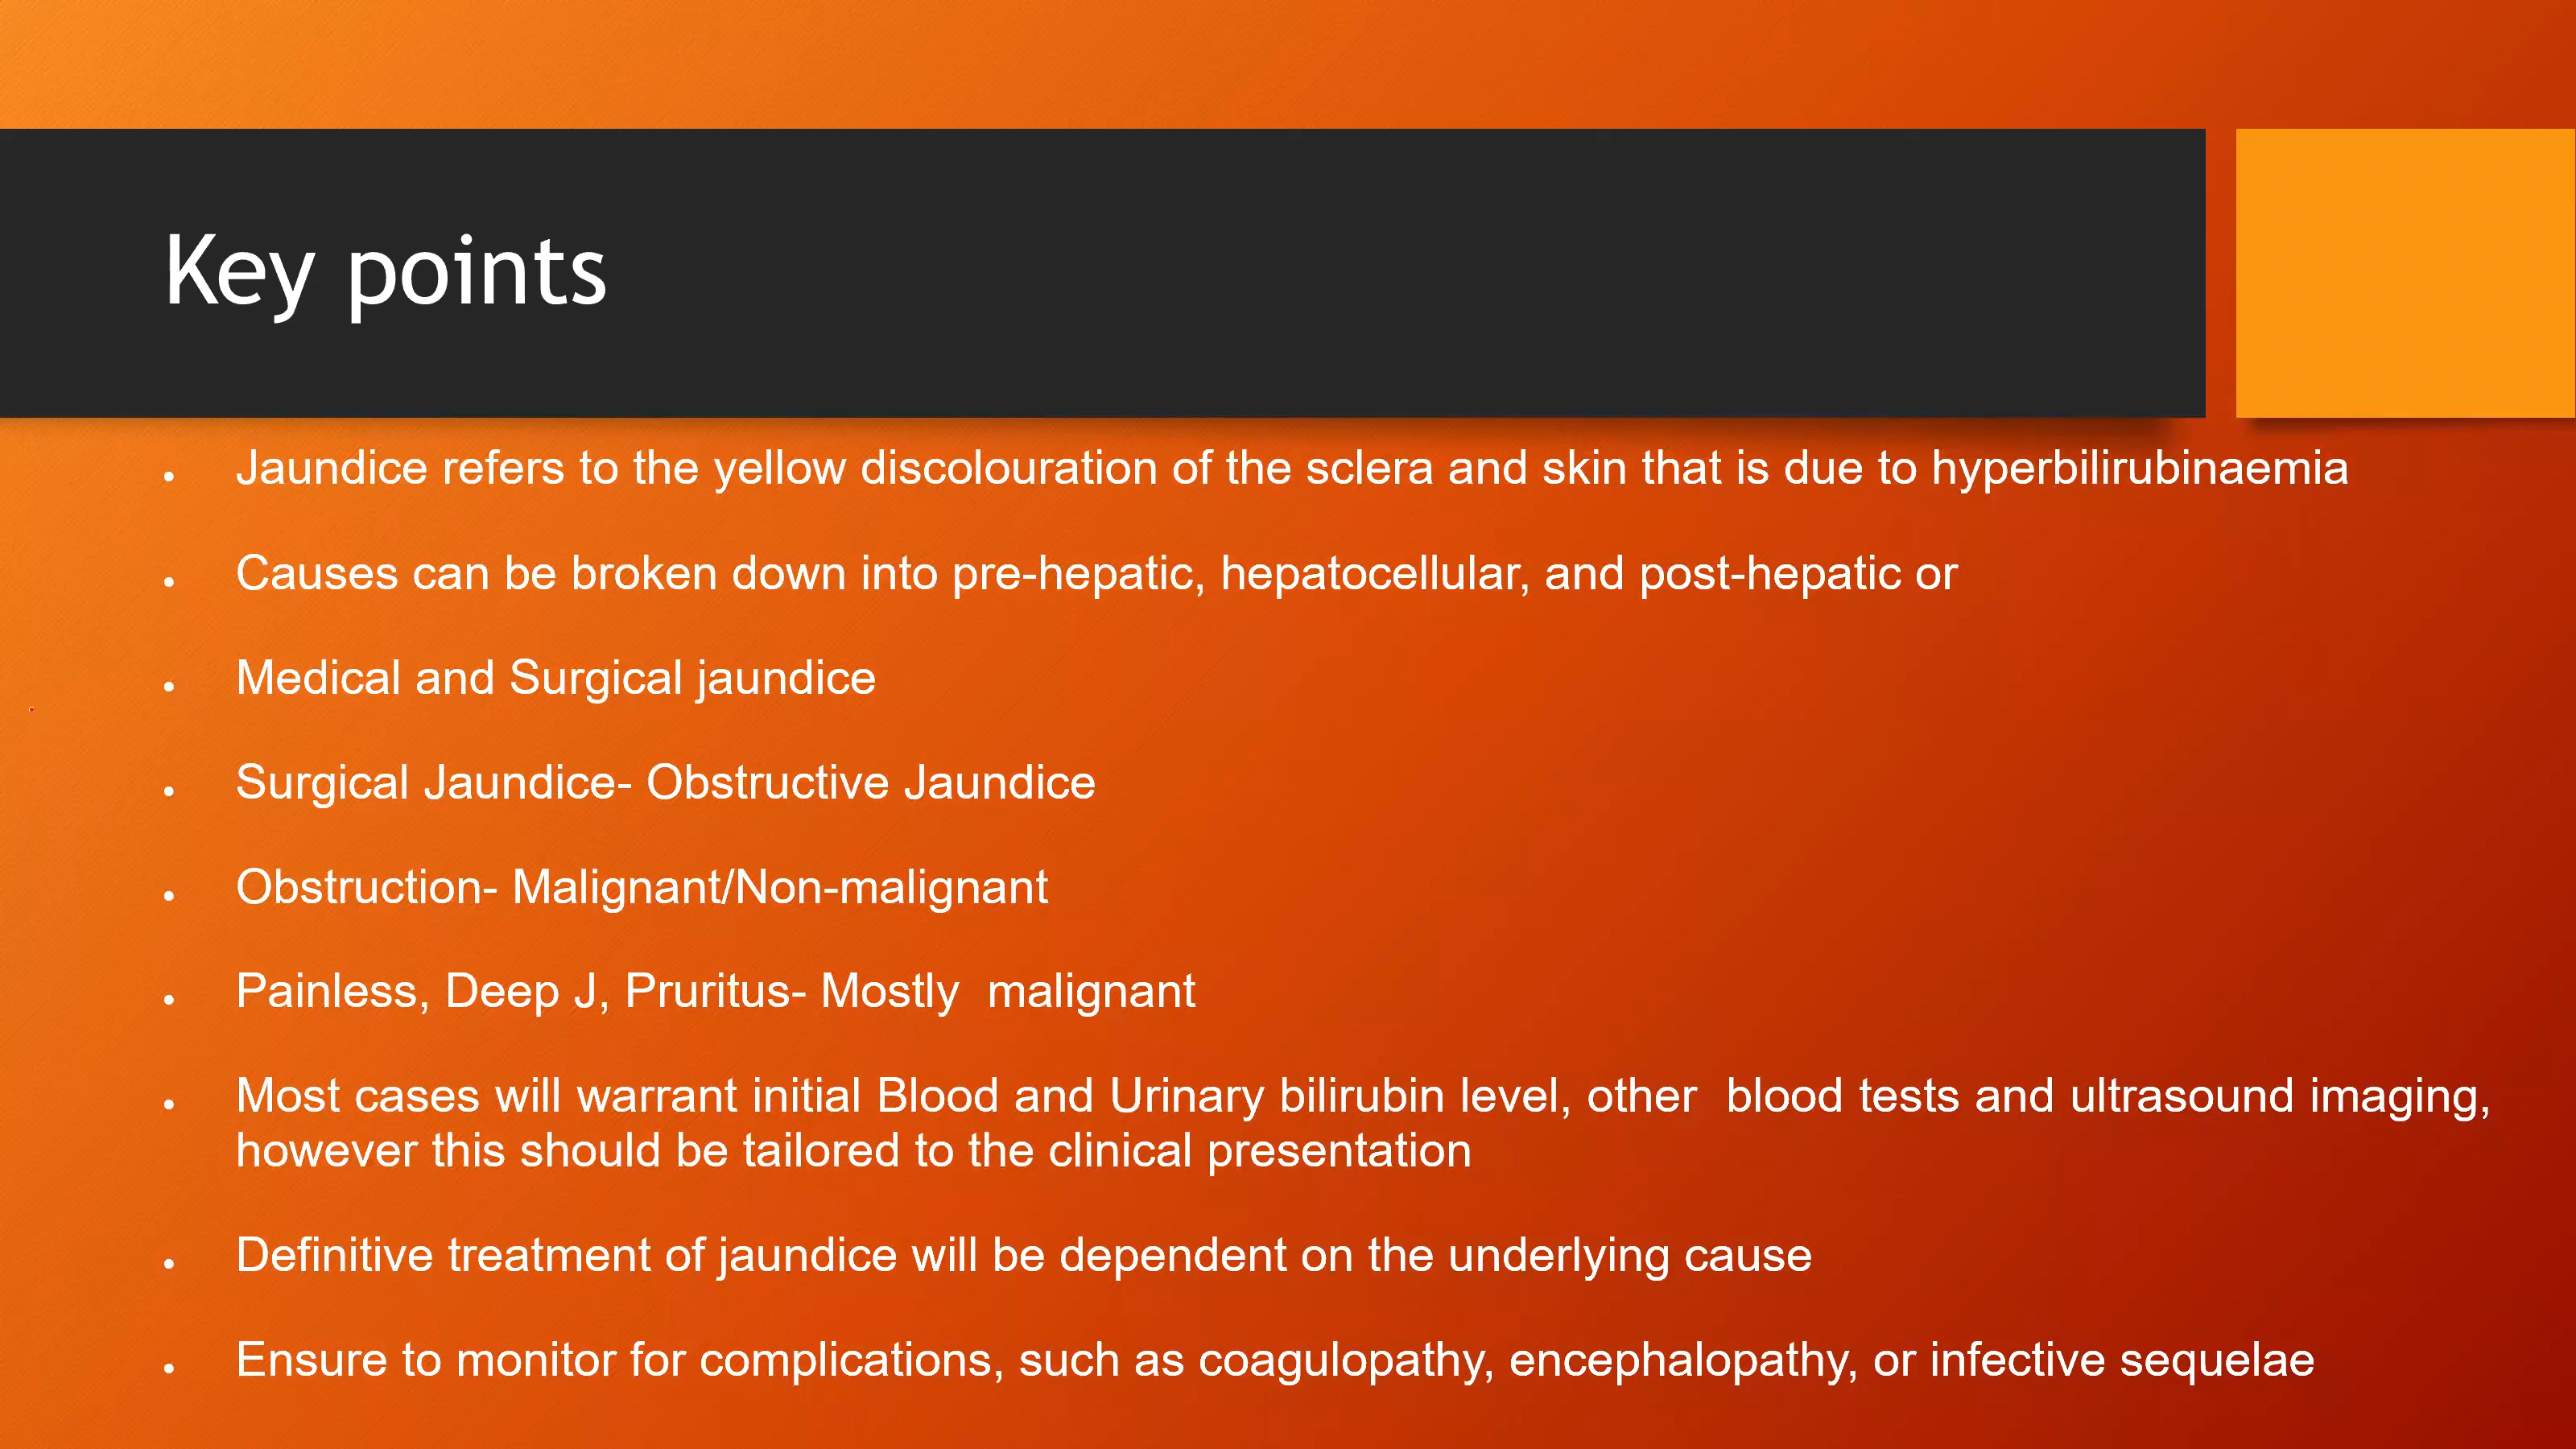 Key points
• Jaundice refers to the yellow discolouration of the sclera and skin that is due to hyperbilirubinaemia
• Causes can be broken down into pre-hepatic, hepatocellular, and post-hepatic or
• Medical and Surgical jaundice
• Surgical Jaundice- Obstructive Jaundice
• Obstruction- Malignant/Non-malignant
• Painless, Deep J, Pruritus- Mostly  malignant
• Most cases will warrant initial Blood and Urinary bilirubin level, other  blood tests and ultrasound imaging,
however this should be tailored to the clinical presentation
• Definitive treatment of jaundice will be dependent on the underlying cause
• Ensure to monitor for complications, such as coagulopathy, encephalopathy, or infective sequelae